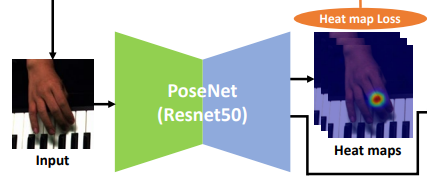 Heat map Loss
PoseNet
(Resnet50)
Input
Heat maps